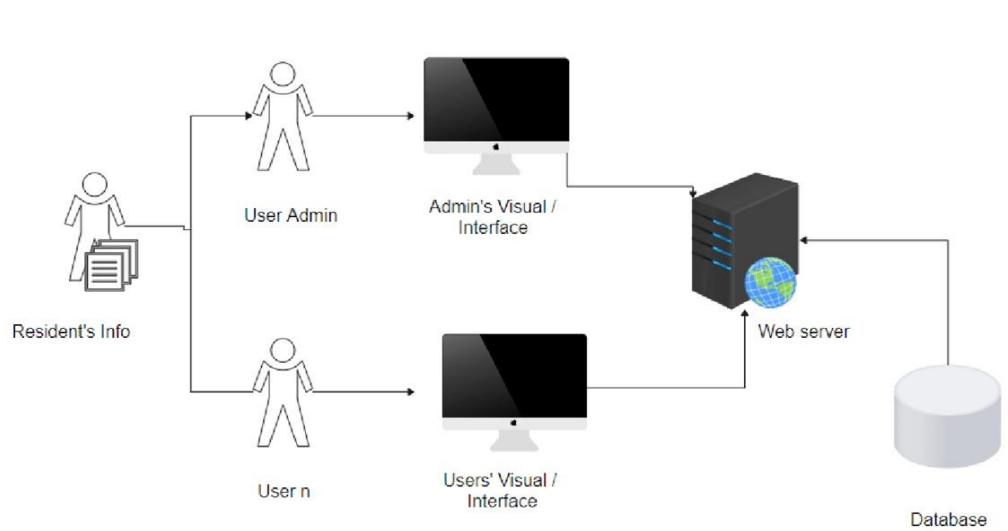 User Admin
Admin's Visual /
Interface
Resident's Info
Web server
User n
Users' Visual /
Interface
Database